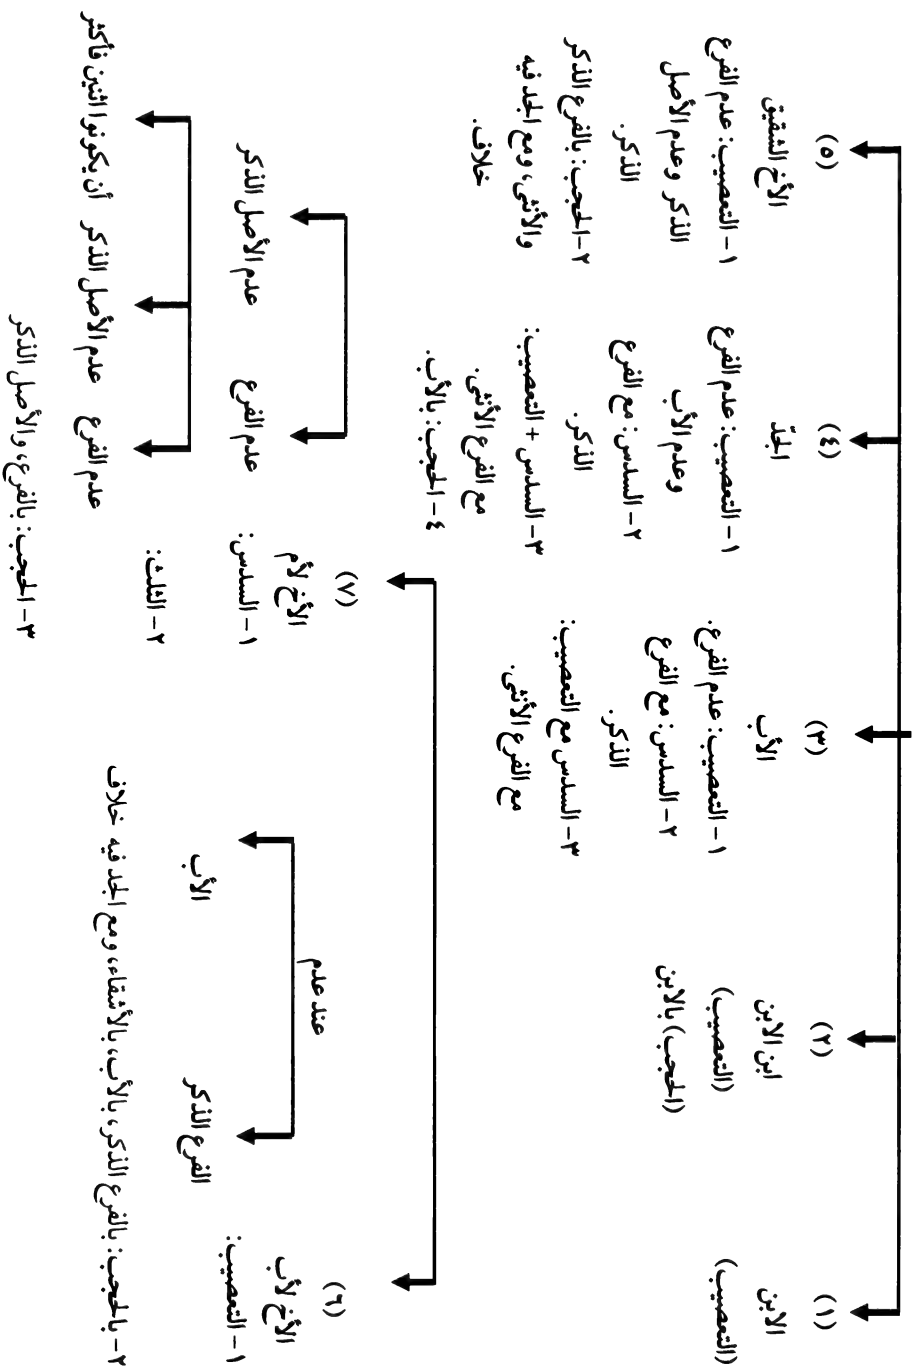 (١)
الابن
(التعصيب)
(٢)
ابن الابن
(التعصيب)
(الحجب) بالابن
(٣)
الأب
١- التعصيب: عدم الفرع.
٢- السدس: مع الفرع
الذكر.
٣- السدس مع التعصيب:
مع الفرع الأنثى.
(٤)
الجدّ
١- التعصيب: عدم الفرع
وعدم الأب
٢- السدس: مع الفرع
الذكر.
٣- السدس + التعصيب:
مع الفرع الأنثى.
٤- الحجب: بالأب.
(٥)
الأخ الشقيق
١- التعصيب: عدم الفرع
الذكر وعدم الأصل
الذكر.
٢- الحجب: بالفرع الذكر
والأنثى، ومع الجد فيه
خلاف.
(٦)
الأخ لأب
١- التعصيب:
عند عدم
الفرع الذكر
الأب
٢- بالحجب: بالفرع الذكر، بالأب، بالأشقاء، ومع الجد فيه خلاف
(٧)
الأخ لأم
١- السدس:
عدم الفرع
عدم الأصل الذكر
٢- الثلث:
عدم الفرع
عدم الأصل الذكر
أن يكونوا اثنين فأكثر
٣- الحجب: بالفرع، والأصل الذكر